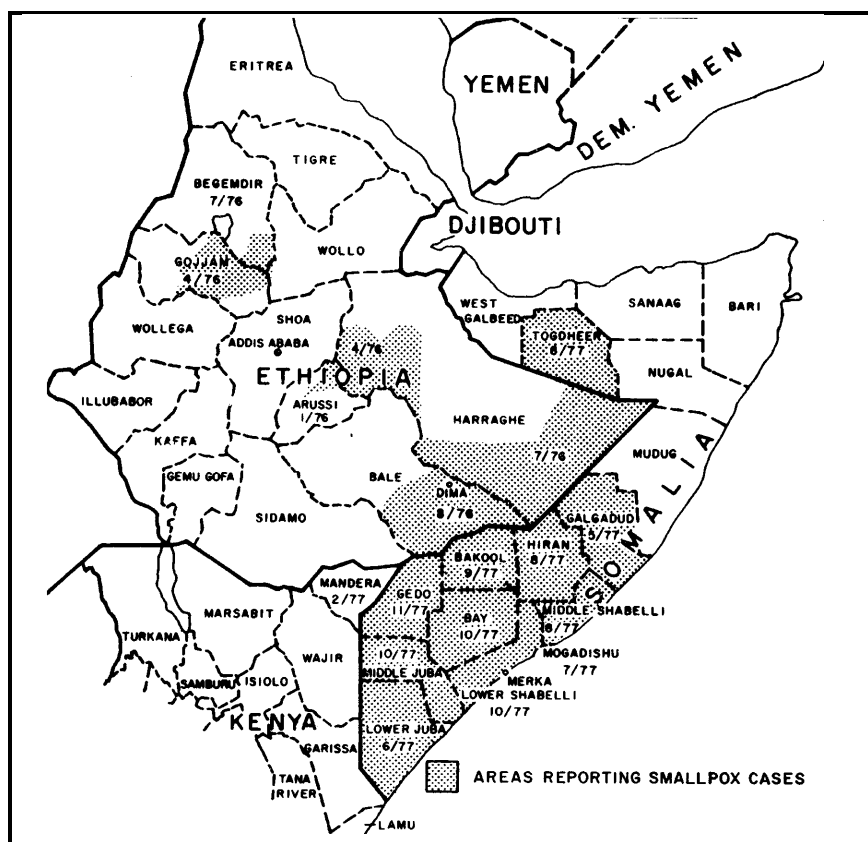 ERITREA
YEMEN
DEM. YEMEN
TIGRE
BEGEMDIR
7/76
DJIBOUTI
WOLLO
GOJJAN
4/76
WEST
GALBEED
SANAAG
BARI
WOLLEGA
SHOA
ADDIS ABABA
4/76
TOGDHEER
6/77
NUGAL
ETHIOPIA
ILLUBABOR
ARUSSI
1/76
HARRAGHE
KAFFA
MUDUG
7/76
GEMU GOFA
BALE
DIMA
8/76
SIDAMO
GALGADUD
5/77
HIRAN
8/77
SOMALIA
BAKOOL
9/77
MANDERA
2/77
GEDO
11/77
MARSABIT
BAY
10/77
MIDDLE SHABELLI
8/77
TURKANA
WAJIR
10/77
MIDDLE JUBA
MOGADISHU
7/77
SAMBURU
ISIOLO
MERKA
LOWER SHABELLI
10/77
KENYA
LOWER JUBA
6/77
GARISSA
TANA
RIVER
AREAS REPORTING SMALLPOX CASES
LAMU